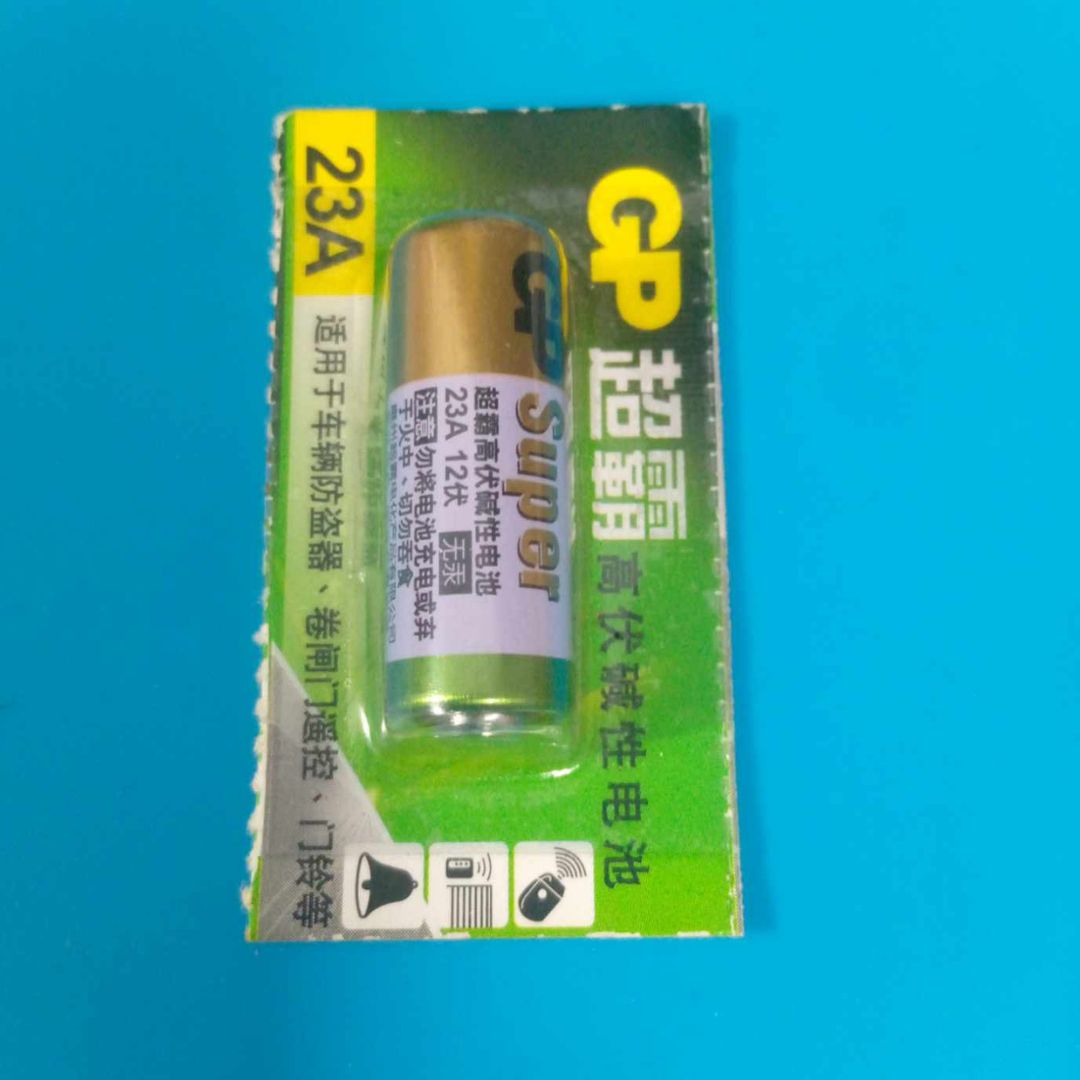 GP超霸高伏碱性电池
GP Super
超霸高伏碱性电池
23A 12伏 无汞
注意 勿将电池充电或弃
于火中、切勿吞食
23A
适用于车辆防盗器、卷闸门遥控、门铃等